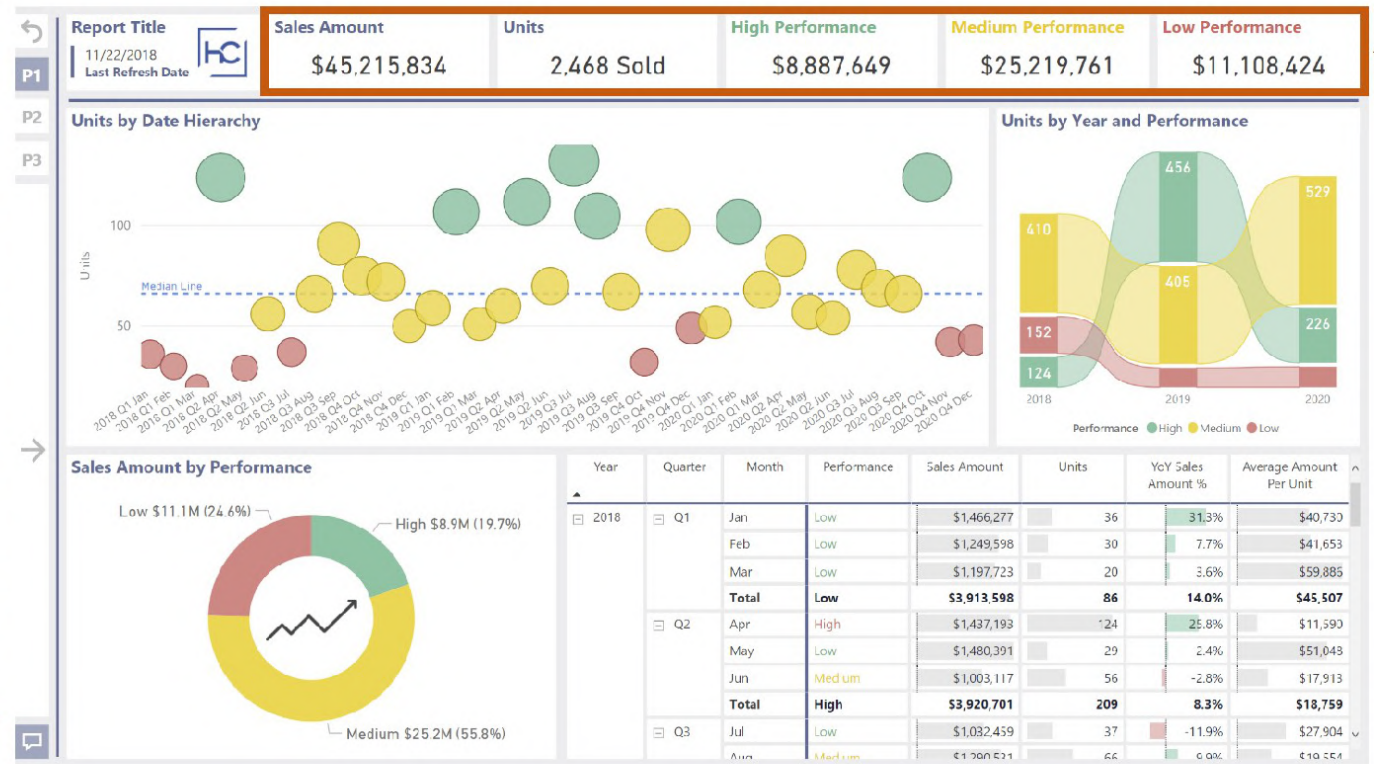 Report Title
11/22/2018
Last Refresh Date
HC
Sales Amount
$45,215,834
Units
2,468 Sold
High Performance
$8,887,649
Medium Performance
$25,219,761
Low Performance
$11,108,424
P1
P2
P3
Units by Date Hierarchy
Units
100
50
Median Line
2018 Q1 Jan
2018 Q1 Feb
2018 Q1 Mar
2018 Q2 Apr
2018 Q2 May
2018 Q2 Jun
2018 Q3 Jul
2018 Q3 Aug
2018 Q3 Sep
2018 Q4 Oct
2018 Q4 Nov
2018 Q4 Dec
2019 Q1 Jan
2019 Q1 Feb
2019 Q1 Mar
2019 Q2 Apr
2019 Q2 May
2019 Q2 Jun
2019 Q3 Jul
2019 Q3 Aug
2019 Q3 Sep
2019 Q4 Oct
2019 Q4 Nov
2019 Q4 Dec
2020 Q1 Jan
2020 Q1 Feb
2020 Q1 Mar
2020 Q2 Apr
2020 Q2 May
2020 Q2 Jun
2020 Q3 Jul
2020 Q3 Aug
2020 Q3 Sep
2020 Q4 Oct
2020 Q4 Nov
2020 Q4 Dec
Units by Year and Performance
456
529
410
405
152
226
124
2018 2019 2020
Performance High Medium Low
Sales Amount by Performance
Low $11.1M (24.6%)
High $8.9M (19.7%)
Medium $25.2M (55.8%)
Year Quarter Month Performance Sales Amount Units YoY Sales Amount % Average Amount Per Unit
2018 Q1 Jan Low $1,466,277 36 31.3% $40,730
Feb Low $1,249,598 30 7.7% $41,653
Mar Low $1,197,723 20 3.6% $59,886
Total Low $3,913,598 86 14.0% $45,507
Q2 Apr High $1,437,193 124 25.8% $11,590
May Low $1,480,391 29 2.4% $51,048
Jun Medium $1,003,117 56 -2.8% $17,913
Total High $3,920,701 209 8.3% $18,759
Q3 Jul Low $1,032,459 37 -11.9% $27,904
Aug Medium $1,290,531 66 9.9% $19,554